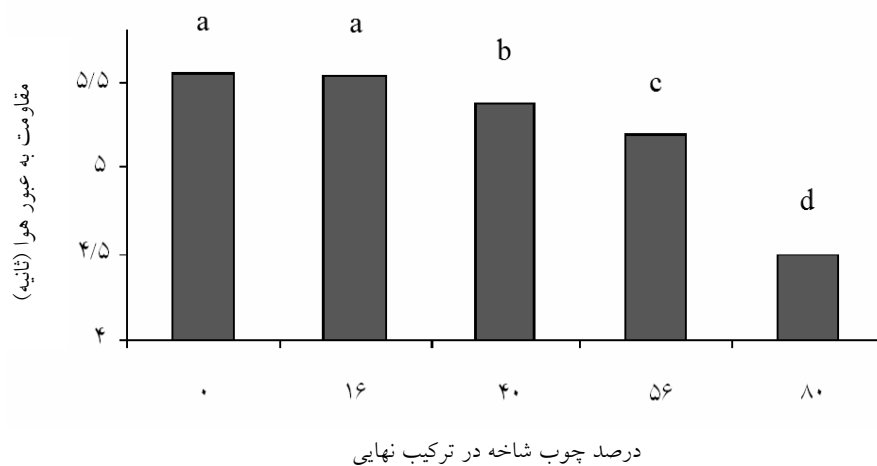 a a b c d
مقاومت به عبور هوا (ثانیه)
۵/۵
۵
۴/۵
۴
۰ ۱۶ ۴۰ ۵۶ ۸۰
درصد چوب شاخه در ترکیب نهایی